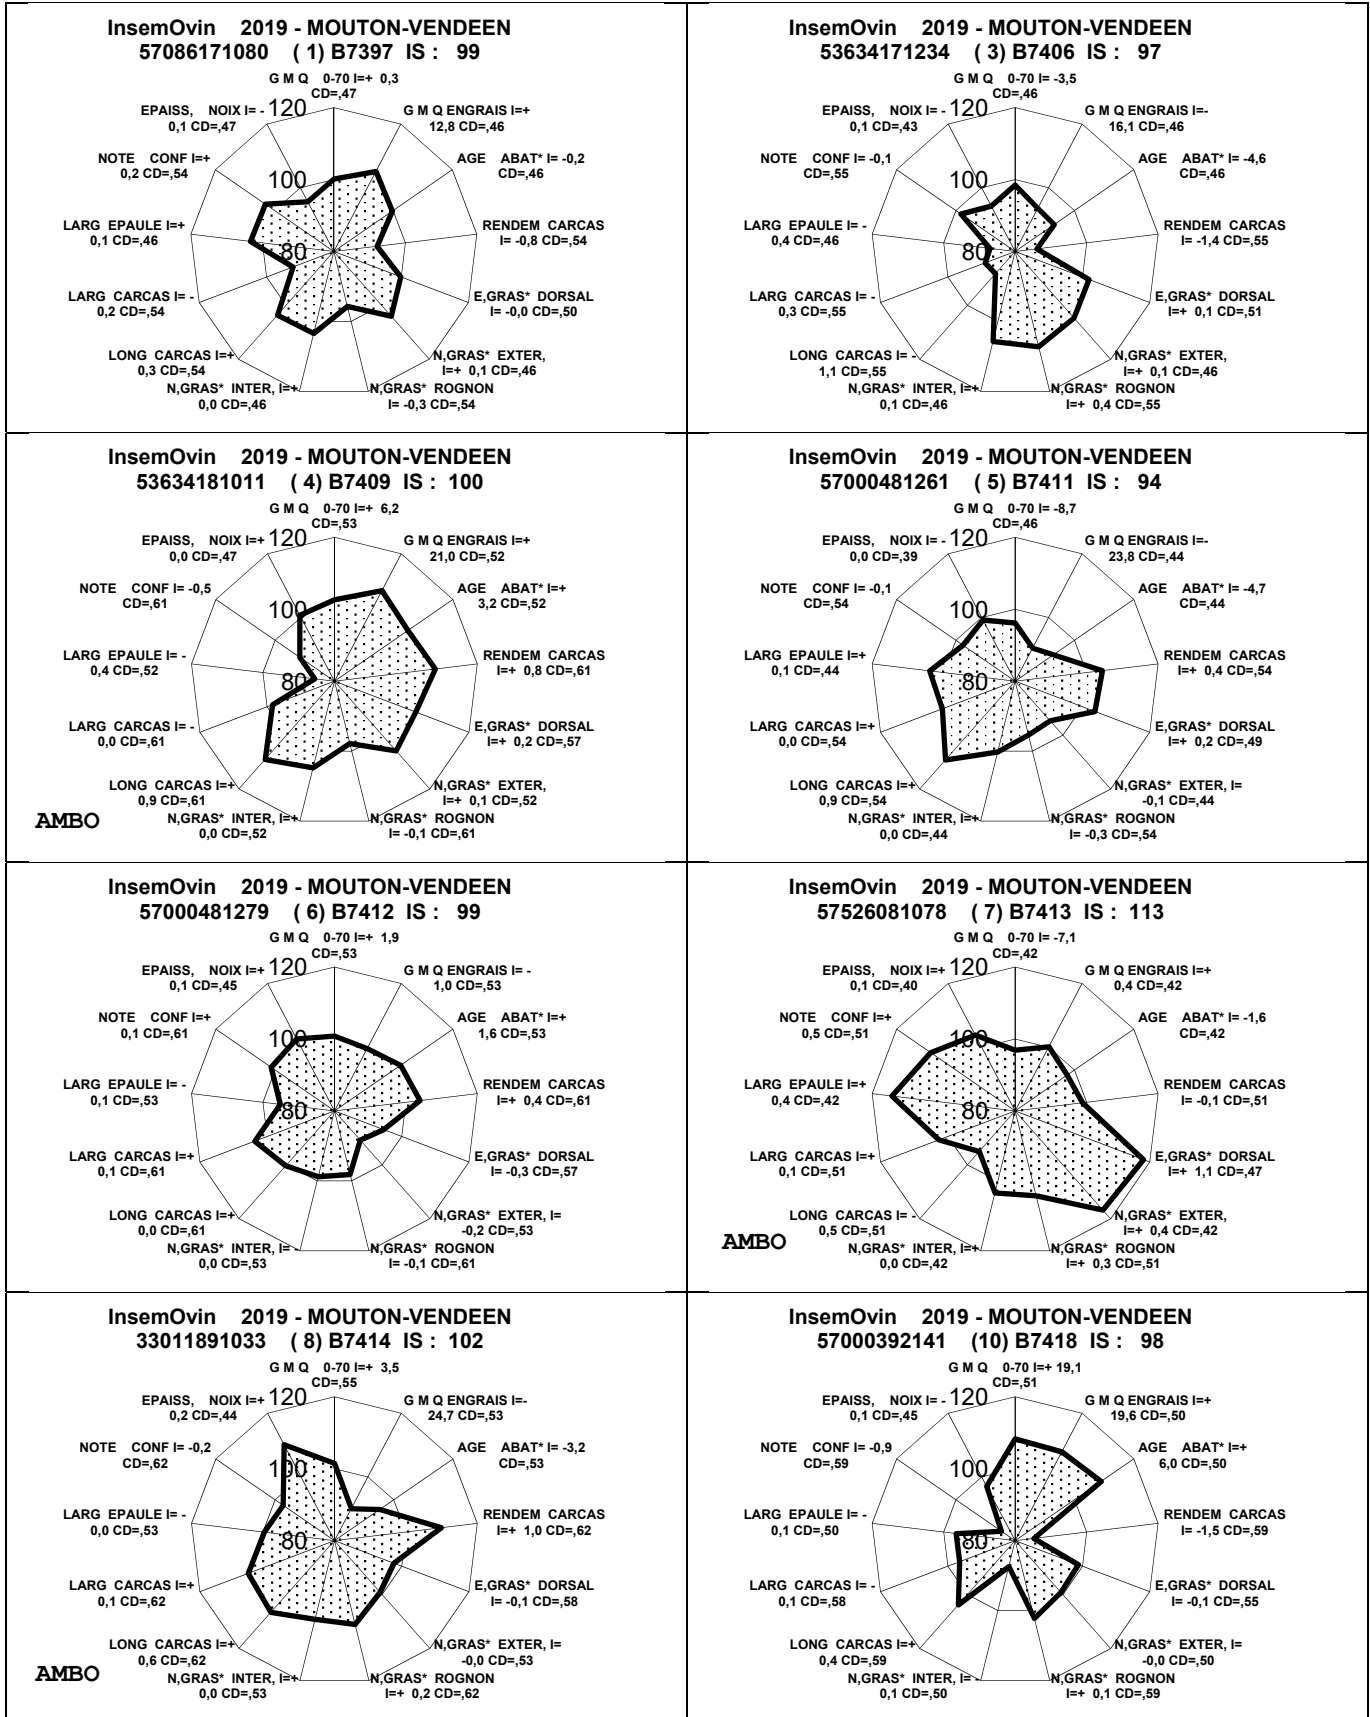 InsemOvin 2019 - MOUTON-VENDEEN
57086171080 ( 1) B7397 IS : 99
G M Q 0-70 I=+ 0,3
CD=,47
120
100
80
G M Q ENGRAIS I=+
12,8 CD=,46
AGE ABAT* I= -0,2
CD=,46
RENDEM CARCAS
I= -0,8 CD=,54
E,GRAS* DORSAL
I= -0,0 CD=,50
N,GRAS* EXTER,
I=+ 0,1 CD=,46
N,GRAS* ROGNON
I= -0,3 CD=,54
N,GRAS* INTER, I=+
0,0 CD=,46
LONG CARCAS I=+
0,3 CD=,54
LARG CARCAS I= -
0,2 CD=,54
LARG EPAULE I=+
0,1 CD=,46
NOTE CONF I=+
0,2 CD=,54
EPAISS, NOIX I= -
0,1 CD=,47
InsemOvin 2019 - MOUTON-VENDEEN
53634171234 ( 3) B7406 IS : 97
G M Q 0-70 I= -3,5
CD=,46
120
100
80
G M Q ENGRAIS I=-
16,1 CD=,46
AGE ABAT* I= -4,6
CD=,46
RENDEM CARCAS
I= -1,4 CD=,55
E,GRAS* DORSAL
I=+ 0,1 CD=,51
N,GRAS* EXTER,
I=+ 0,1 CD=,46
N,GRAS* ROGNON
I=+ 0,4 CD=,55
N,GRAS* INTER, I=+
0,1 CD=,46
LONG CARCAS I= -
1,1 CD=,55
LARG CARCAS I= -
0,3 CD=,55
LARG EPAULE I= -
0,4 CD=,46
NOTE CONF I= -0,1
CD=,55
EPAISS, NOIX I= -
0,1 CD=,43
InsemOvin 2019 - MOUTON-VENDEEN
53634181011 ( 4) B7409 IS : 100
G M Q 0-70 I=+ 6,2
CD=,53
120
100
80
G M Q ENGRAIS I=+
21,0 CD=,52
AGE ABAT* I=+
3,2 CD=,52
RENDEM CARCAS
I=+ 0,8 CD=,61
E,GRAS* DORSAL
I=+ 0,2 CD=,57
N,GRAS* EXTER,
I=+ 0,1 CD=,52
N,GRAS* ROGNON
I= -0,1 CD=,61
N,GRAS* INTER, I=+
0,0 CD=,52
LONG CARCAS I=+
0,9 CD=,61
LARG CARCAS I= -
0,0 CD=,61
LARG EPAULE I= -
0,4 CD=,52
NOTE CONF I= -0,5
CD=,61
EPAISS, NOIX I=+
0,0 CD=,47
AMBO
InsemOvin 2019 - MOUTON-VENDEEN
57000481261 ( 5) B7411 IS : 94
G M Q 0-70 I= -8,7
CD=,46
120
100
80
G M Q ENGRAIS I=-
23,8 CD=,44
AGE ABAT* I= -4,7
CD=,44
RENDEM CARCAS
I=+ 0,4 CD=,54
E,GRAS* DORSAL
I=+ 0,2 CD=,49
N,GRAS* EXTER, I=
-0,1 CD=,44
N,GRAS* ROGNON
I= -0,3 CD=,54
N,GRAS* INTER, I=+
0,0 CD=,44
LONG CARCAS I=+
0,9 CD=,54
LARG CARCAS I=+
0,0 CD=,54
LARG EPAULE I=+
0,1 CD=,44
NOTE CONF I= -0,1
CD=,54
EPAISS, NOIX I= -
0,0 CD=,39
InsemOvin 2019 - MOUTON-VENDEEN
57000481279 ( 6) B7412 IS : 99
G M Q 0-70 I=+ 1,9
CD=,53
120
100
80
G M Q ENGRAIS I= -
1,0 CD=,53
AGE ABAT* I=+
1,6 CD=,53
RENDEM CARCAS
I=+ 0,4 CD=,61
E,GRAS* DORSAL
I= -0,3 CD=,57
N,GRAS* EXTER, I=
-0,2 CD=,53
N,GRAS* ROGNON
I= -0,1 CD=,61
N,GRAS* INTER, I= -
0,0 CD=,53
LONG CARCAS I=+
0,0 CD=,61
LARG CARCAS I=+
0,1 CD=,61
LARG EPAULE I= -
0,1 CD=,53
NOTE CONF I=+
0,1 CD=,61
EPAISS, NOIX I=+
0,1 CD=,45
InsemOvin 2019 - MOUTON-VENDEEN
57526081078 ( 7) B7413 IS : 113
G M Q 0-70 I= -7,1
CD=,42
120
100
80
G M Q ENGRAIS I=+
0,4 CD=,42
AGE ABAT* I= -1,6
CD=,42
RENDEM CARCAS
I= -0,1 CD=,51
E,GRAS* DORSAL
I=+ 1,1 CD=,47
N,GRAS* EXTER,
I=+ 0,4 CD=,42
N,GRAS* ROGNON
I=+ 0,3 CD=,51
N,GRAS* INTER, I=+
0,0 CD=,42
LONG CARCAS I= -
0,5 CD=,51
LARG CARCAS I=+
0,1 CD=,51
LARG EPAULE I=+
0,4 CD=,42
NOTE CONF I=+
0,5 CD=,51
EPAISS, NOIX I=+
0,1 CD=,40
AMBO
InsemOvin 2019 - MOUTON-VENDEEN
33011891033 ( 8) B7414 IS : 102
G M Q 0-70 I=+ 3,5
CD=,55
120
100
80
G M Q ENGRAIS I=-
24,7 CD=,53
AGE ABAT* I= -3,2
CD=,53
RENDEM CARCAS
I=+ 1,0 CD=,62
E,GRAS* DORSAL
I= -0,1 CD=,58
N,GRAS* EXTER, I=
-0,0 CD=,53
N,GRAS* ROGNON
I=+ 0,2 CD=,62
N,GRAS* INTER, I=+
0,0 CD=,53
LONG CARCAS I=+
0,6 CD=,62
LARG CARCAS I=+
0,1 CD=,62
LARG EPAULE I= -
0,0 CD=,53
NOTE CONF I= -0,2
CD=,62
EPAISS, NOIX I=+
0,2 CD=,44
AMBO
InsemOvin 2019 - MOUTON-VENDEEN
57000392141 (10) B7418 IS : 98
G M Q 0-70 I=+ 19,1
CD=,51
120
100
80
G M Q ENGRAIS I=+
19,6 CD=,50
AGE ABAT* I=+
6,0 CD=,50
RENDEM CARCAS
I= -1,5 CD=,59
E,GRAS* DORSAL
I= -0,1 CD=,55
N,GRAS* EXTER, I=
-0,0 CD=,50
N,GRAS* ROGNON
I=+ 0,1 CD=,59
N,GRAS* INTER, I= -
0,1 CD=,50
LONG CARCAS I=+
0,4 CD=,59
LARG CARCAS I= -
0,1 CD=,58
LARG EPAULE I= -
0,1 CD=,50
NOTE CONF I= -0,9
CD=,59
EPAISS, NOIX I= -
0,1 CD=,45